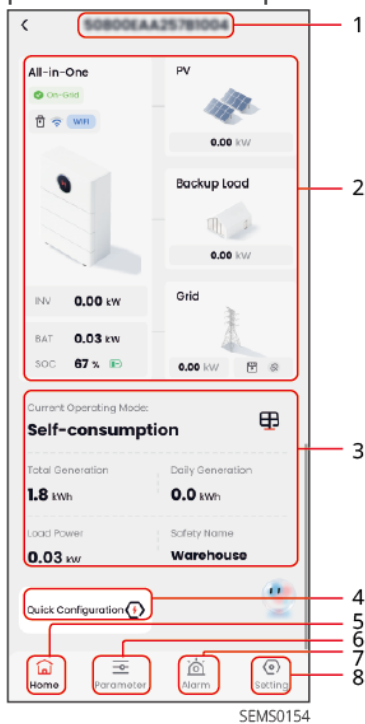 1
All-in-One
On-Grid
WIFI
PV
0.00 kW
Backup Load
0.00 kW
2
INV 0.00 kW
BAT 0.03 kW
SOC 67 %
Grid
0.00 kW
Current Operating Mode:
Self-consumption
3
Total Generation
1.8 kWh
Daily Generation
0.0 kWh
Load Power
0.03 kW
Safety Name
Warehouse
Quick Configuration
4
5
6
7
8
Home
Parameter
Alarm
Setting
SEMS0154